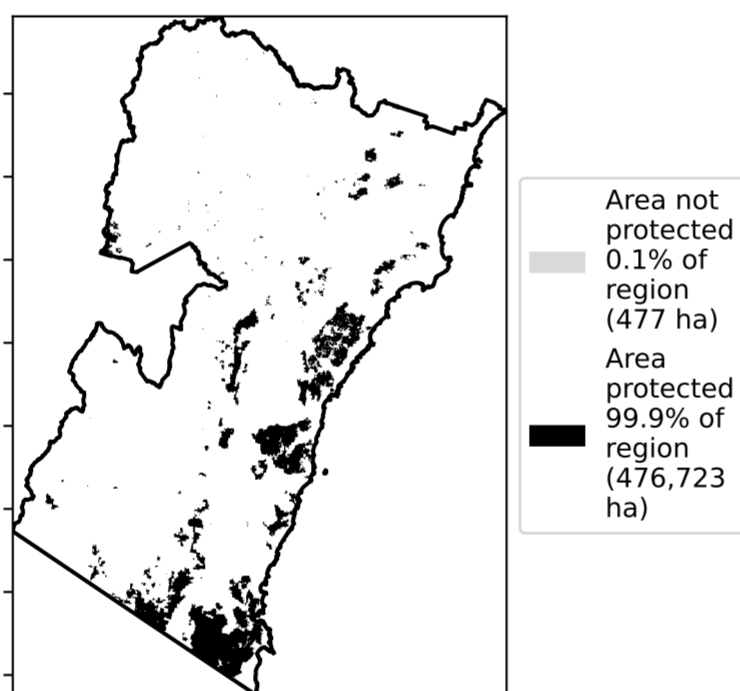 Area not
protected
0.1% of
region
(477 ha)
Area
protected
99.9% of
region
(476,723
ha)